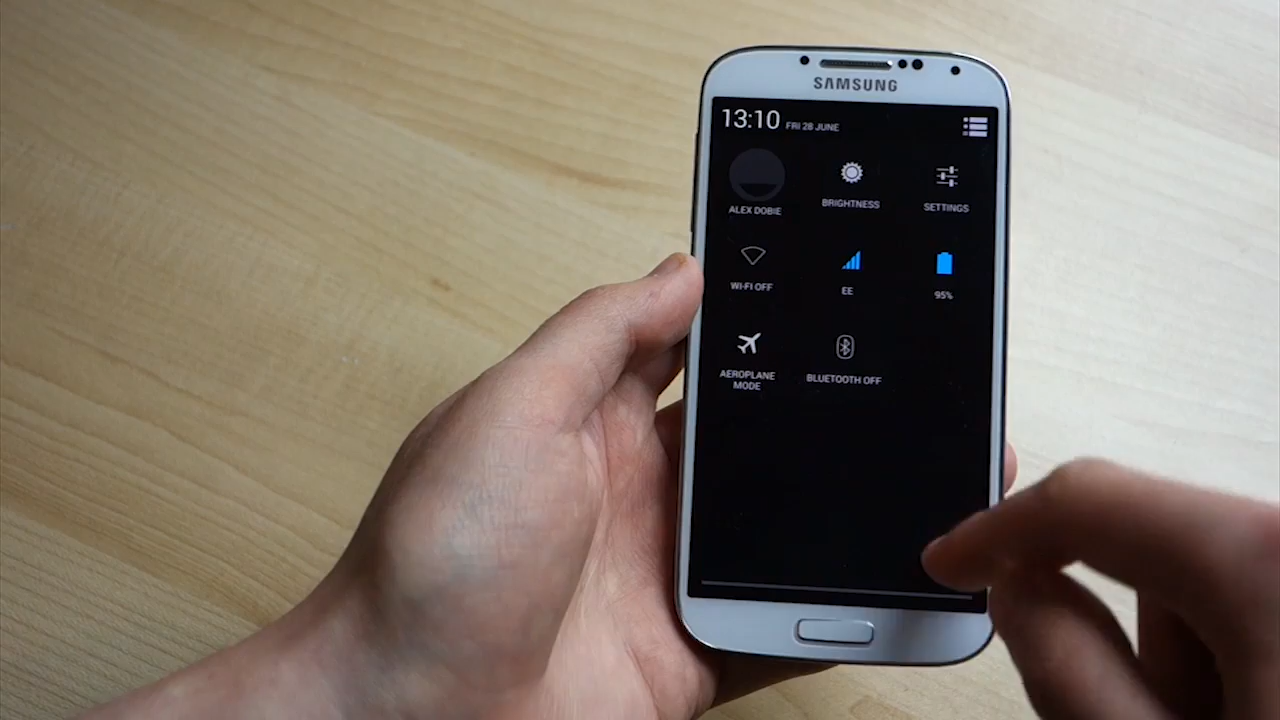 SAMSUNG
13:10 FRI 28 JUNE
ALEX DOBIE
BRIGHTNESS
SETTINGS
WI-FI OFF
EE
95%
AEROPLANE
MODE
BLUETOOTH OFF